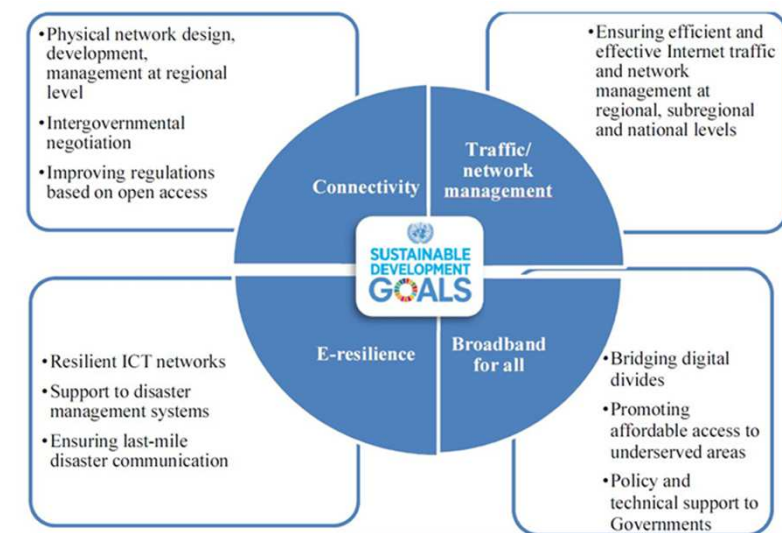 •Physical network design,
development,
management at regional
level
•Intergovernmental
negotiation
•Improving regulations
based on open access
•Ensuring efficient and
effective Internet traffic
and network
management at
regional, subregional
and national levels
Connectivity
Traffic/
network
management
SUSTAINABLE
DEVELOPMENT
GOALS
E-resilience
Broadband
for all
•Resilient ICT networks
•Support to disaster
management systems
•Ensuring last-mile
disaster communication
•Bridging digital
divides
•Promoting
affordable access to
underserved areas
•Policy and
technical support to
Governments